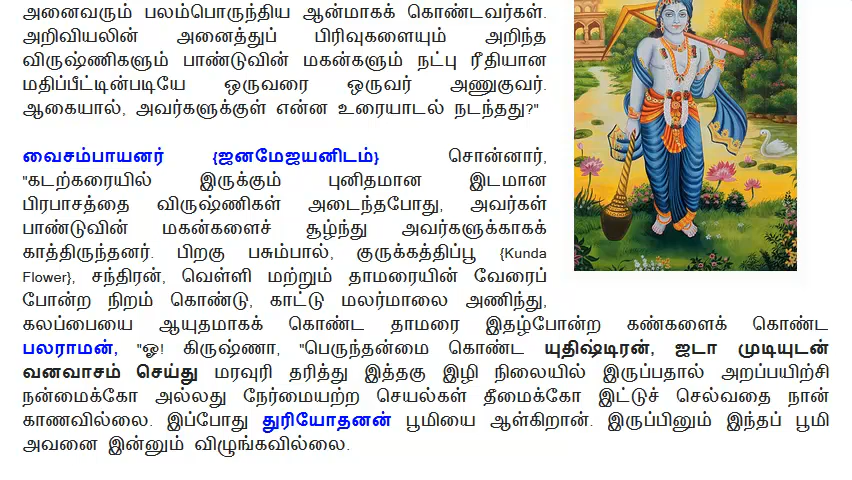 அனைவரும் பலம்பொருந்திய ஆன்மாகக் கொண்டவர்கள்.
அறிவியலின் அனைத்துப் பிரிவுகளையும் அறிந்த
விருஷ்ணிகளும் பாண்டுவின் மகன்களும் நட்பு ரீதியான
மதிப்பீட்டின்படியே ஒருவரை ஒருவர் அணுகுவர்.
ஆகையால், அவர்களுக்குள் என்ன உரையாடல் நடந்தது?"
வைசம்பாயனர் {ஜனமேஜயனிடம்} சொன்னார்,
"கடற்கரையில் இருக்கும் புனிதமான இடமான
பிரபாசத்தை விருஷ்ணிகள் அடைந்தபோது, அவர்கள்
பாண்டுவின் மகன்களைச் சூழ்ந்து அவர்களுக்காகக்
காத்திருந்தனர். பிறகு பசும்பால், குருக்கத்திப்பூ {Kunda
Flower}, சந்திரன், வெள்ளி மற்றும் தாமரையின் வேரைப்
போன்ற நிறம் கொண்டு, காட்டு மலர்மாலை அணிந்து,
கலப்பையை ஆயுதமாகக் கொண்ட தாமரை இதழ்போன்ற கண்களைக் கொண்ட
பலராமன், "ஓ! கிருஷ்ணா, "பெருந்தன்மை கொண்ட யுதிஷ்டிரன், ஜடா முடியுடன்
வனவாசம் செய்து மரவுரி தரித்து இத்தகு இழி நிலையில் இருப்பதால் அறப்பயிற்சி
நன்மைக்கோ அல்லது நேர்மையற்ற செயல்கள் தீமைக்கோ இட்டுச் செல்வதை நான்
காணவில்லை. இப்போது துரியோதனன் பூமியை ஆள்கிறான். இருப்பினும் இந்தப் பூமி
அவனை இன்னும் விழுங்கவில்லை.